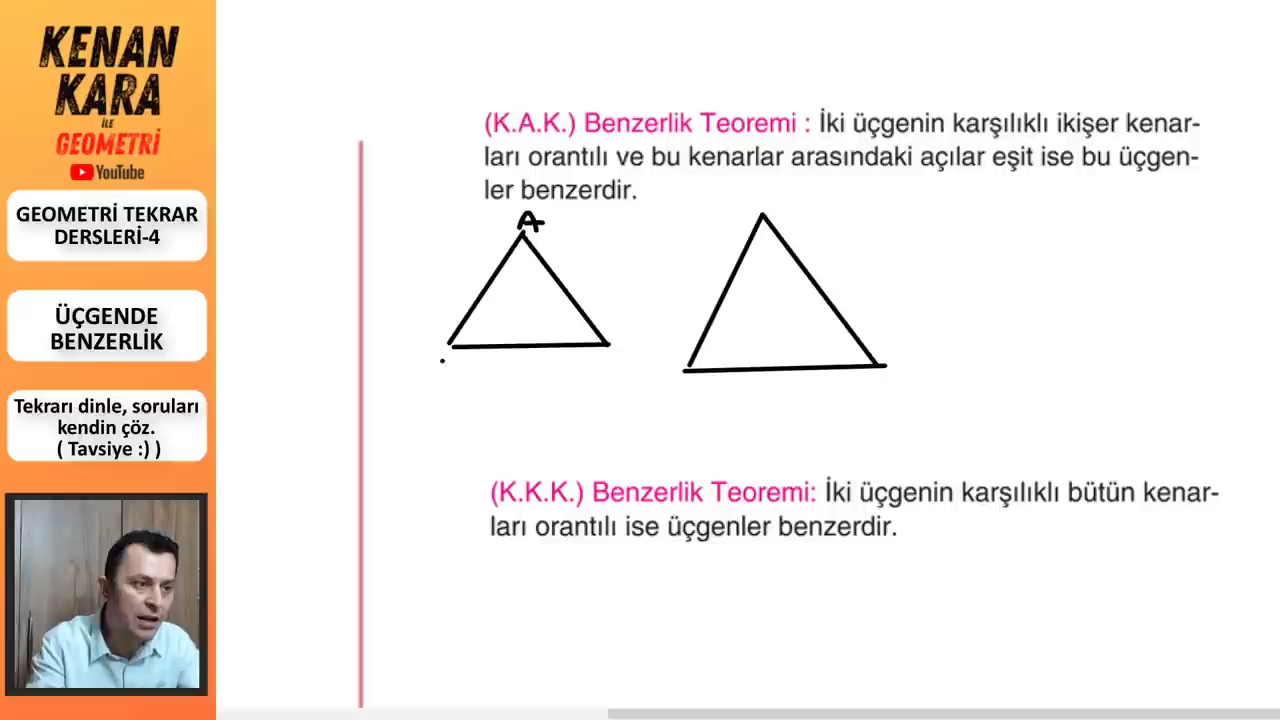 KENAN
KARA
İLE
GEOMETRİ
YouTube
GEOMETRİ TEKRAR
DERSLERİ-4
ÜÇGENDE
BENZERLİK
Tekrarı dinle, soruları
kendin çöz.
( Tavsiye :) )
(K.A.K.) Benzerlik Teoremi : İki üçgenin karşılıklı ikişer kenar-
ları orantılı ve bu kenarlar arasındaki açılar eşit ise bu üçgen-
ler benzerdir.
A
(K.K.K.) Benzerlik Teoremi: İki üçgenin karşılıklı bütün kenar-
ları orantılı ise üçgenler benzerdir.